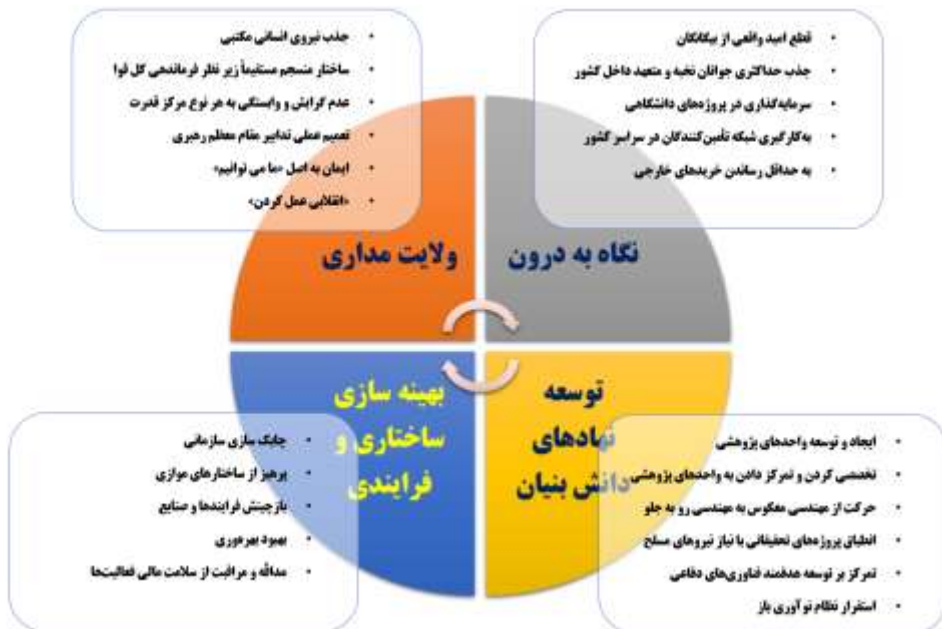 قطع امید واقعی از بیگانگان
جذب حداکثری جوانان نخبه و متعهد داخل کشور
سرمایه‌گذاری در پروژه‌های دانشگاهی
به‌کارگیری شبکه تأمین‌کنندگان در سراسر کشور
به حداقل رساندن خریدهای خارجی
نگاه به درون
جذب نیروی انسانی مکتبی
ساختار منسجم مستقیماً زیر نظر فرماندهی کل قوا
عدم گرایش و وابستگی به هر نوع مرکز قدرت
تعمیم عملی تدابیر مقام معظم رهبری
ایمان به اصل «ما می توانیم»
«انقلابی عمل کردن»
ولایت مداری
توسعه
نهادهای
دانش بنیان
ایجاد و توسعه واحدهای پژوهشی
تخصصی کردن و تمرکز دادن به واحدهای پژوهشی
حرکت از مهندسی معکوس به مهندسی رو به جلو
انطباق پروژه‌های تحقیقاتی با نیاز نیروهای مسلح
تمرکز بر توسعه هدفمند فناوری‌های دفاعی
استقرار نظام نوآوری باز
بهینه سازی
ساختاری و
فرایندی
چابک سازی سازمانی
پرهیز از ساختارهای موازی
بازچینش فرایندها و صنایع
بهبود بهره‌وری
مداقه و مراقبت از سلامت مالی فعالیت‌ها